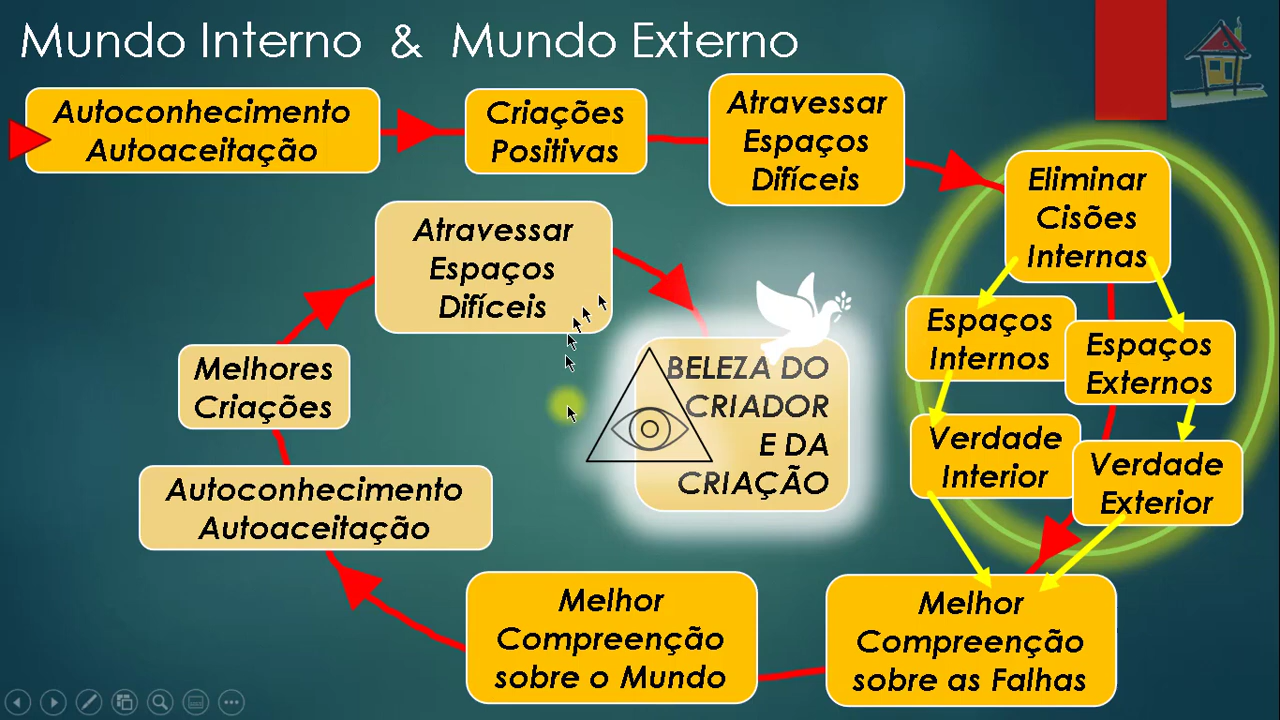 Mundo Interno & Mundo Externo
Autoconhecimento
Autoaceitação
Criações
Positivas
Atravessar
Espaços
Difíceis
Eliminar
Cisões
Internas
Espaços
Internos
Espaços
Externos
Verdade
Interior
Verdade
Exterior
Melhor
Compreenção
sobre as Falhas
Melhor
Compreenção
sobre o Mundo
Autoconhecimento
Autoaceitação
Melhores
Criações
Atravessar
Espaços
Difíceis
BELEZA DO
CRIADOR
E DA
CRIAÇÃO